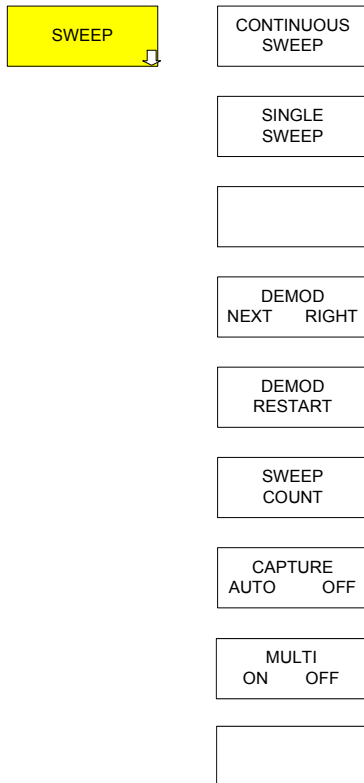 SWEEP
CONTINUOUS
SWEEP
SINGLE
SWEEP
DEMOD
NEXT RIGHT
DEMOD
RESTART
SWEEP
COUNT
CAPTURE
AUTO OFF
MULTI
ON OFF